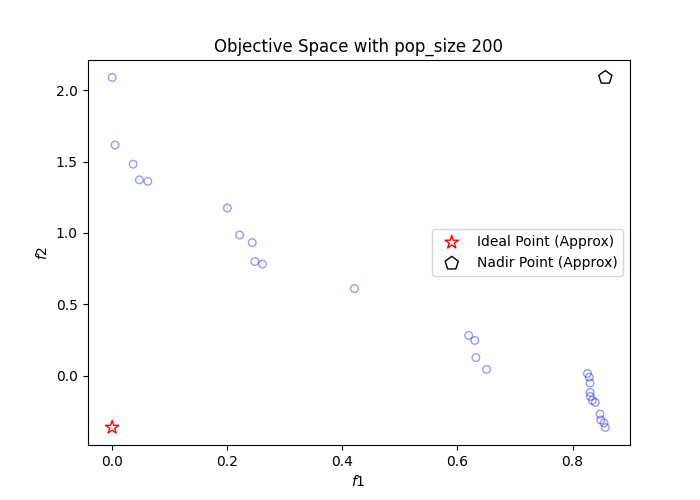 Objective Space with pop_size 200
2.0
1.5
1.0
0.5
0.0
f2
Ideal Point (Approx)
Nadir Point (Approx)
0.0 0.2 0.4 0.6 0.8
f1